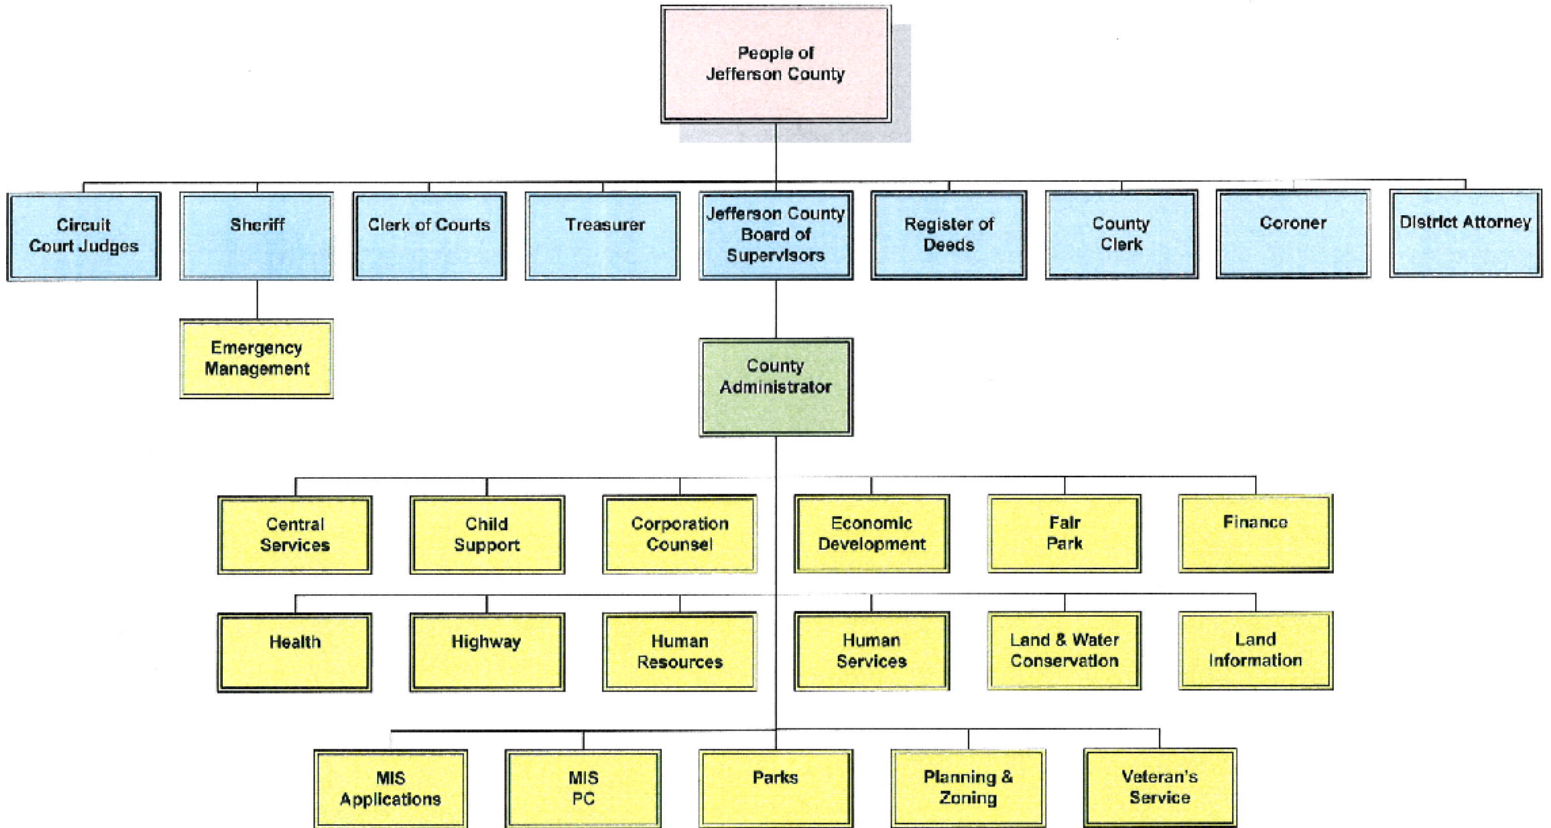 People of
Jefferson County
Circuit
Court Judges
Sheriff
Clerk of Courts
Treasurer
Jefferson County
Board of
Supervisors
Register of
Deeds
County
Clerk
Coroner
District Attorney
Emergency
Management
County
Administrator
Central
Services
Child
Support
Corporation
Counsel
Economic
Development
Fair
Park
Finance
Health
Highway
Human
Resources
Human
Services
Land & Water
Conservation
Land
Information
MIS
Applications
MIS
PC
Parks
Planning &
Zoning
Veteran's
Service